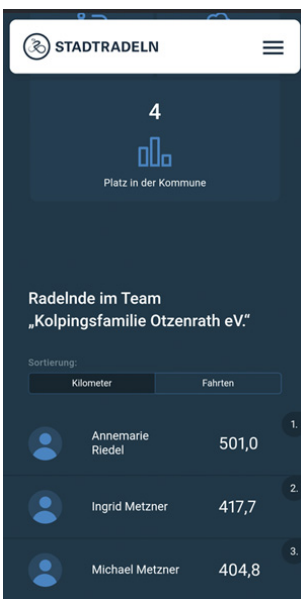 STADTRADELN
4
Platz in der Kommune
Radelnde im Team
„Kolpingsfamilie Otzenrath eV.“
Sortierung:
Kilometer
Fahrten
1.
Annemarie
Riedel
501,0
2.
Ingrid Metzner
417,7
3.
Michael Metzner
404,8